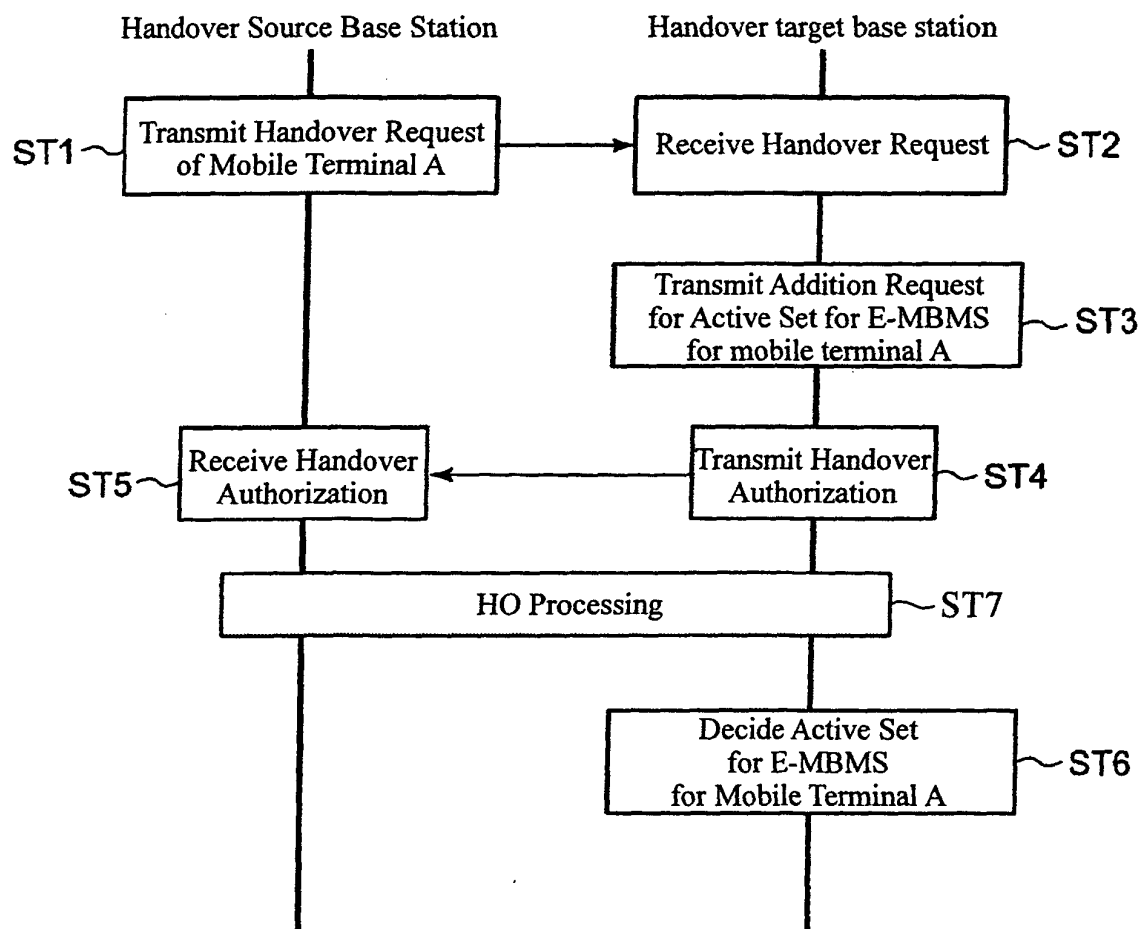 Handover Source Base Station
Handover target base station
ST1
Transmit Handover Request
of Mobile Terminal A
Receive Handover Request
ST2
Transmit Addition Request
for Active Set for E-MBMS
for mobile terminal A
ST3
ST5
Receive Handover
Authorization
Transmit Handover
Authorization
ST4
HO Processing
ST7
Decide Active Set
for E-MBMS
for Mobile Terminal A
ST6